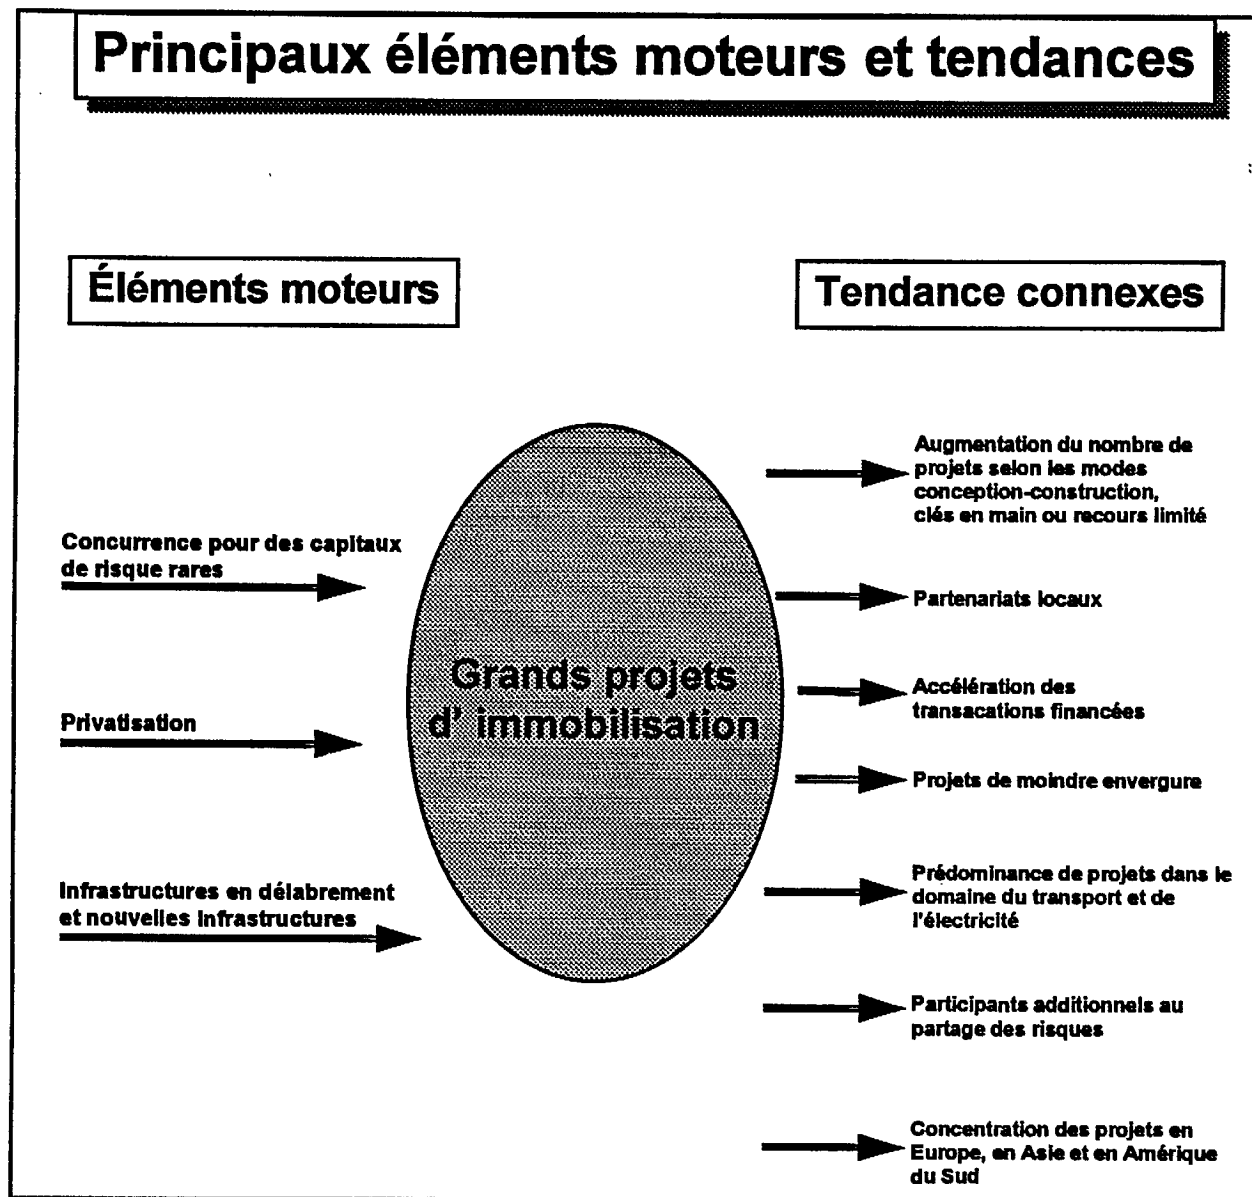 Principaux éléments moteurs et tendances
Éléments moteurs
Concurrence pour des capitaux
de risque rares
Privatisation
Infrastructures en délabrement
et nouvelles infrastructures
Grands projets
d' immobilisation
Tendance connexes
Augmentation du nombre de
projets selon les modes
conception-construction,
clés en main ou recours limité
Partenariats locaux
Accélération des
transacations financées
Projets de moindre envergure
Prédominance de projets dans le
domaine du transport et de
l'électricité
Participants additionnels au
partage des risques
Concentration des projets en
Europe, en Asie et en Amérique
du Sud